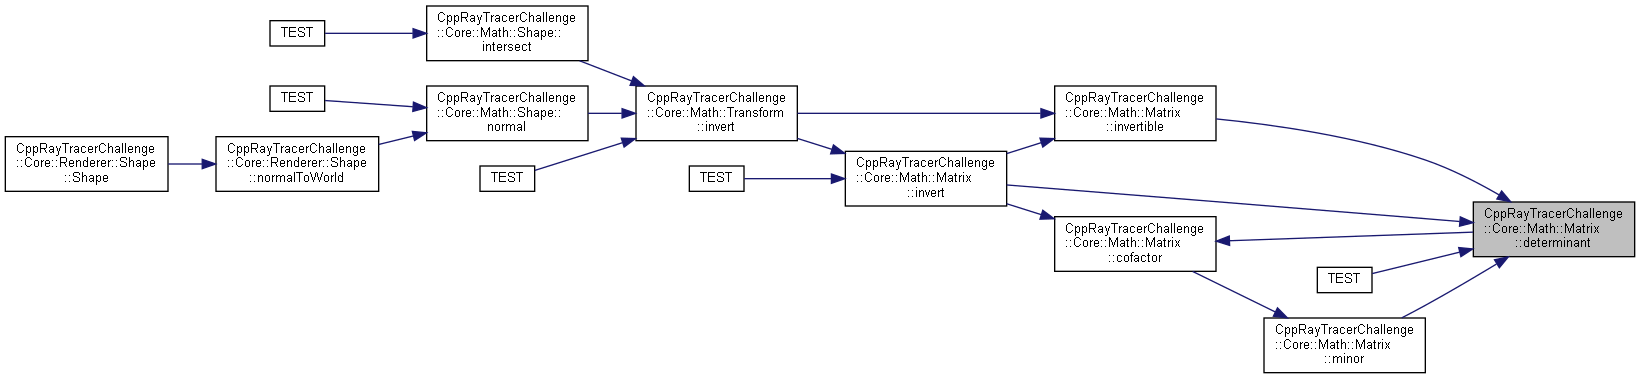 TEST
CppRayTracerChallenge
::Core::Math::Shape::
intersect
TEST
CppRayTracerChallenge
::Core::Math::Shape::
normal
CppRayTracerChallenge
::Core::Math::Transform
::invert
CppRayTracerChallenge
::Core::Math::Matrix
::invertible
CppRayTracerChallenge
::Core::Renderer::Shape
::Shape
CppRayTracerChallenge
::Core::Renderer::Shape
::normalToWorld
TEST
TEST
CppRayTracerChallenge
::Core::Math::Matrix
::invert
CppRayTracerChallenge
::Core::Math::Matrix
::determinant
CppRayTracerChallenge
::Core::Math::Matrix
::cofactor
TEST
CppRayTracerChallenge
::Core::Math::Matrix
::minor